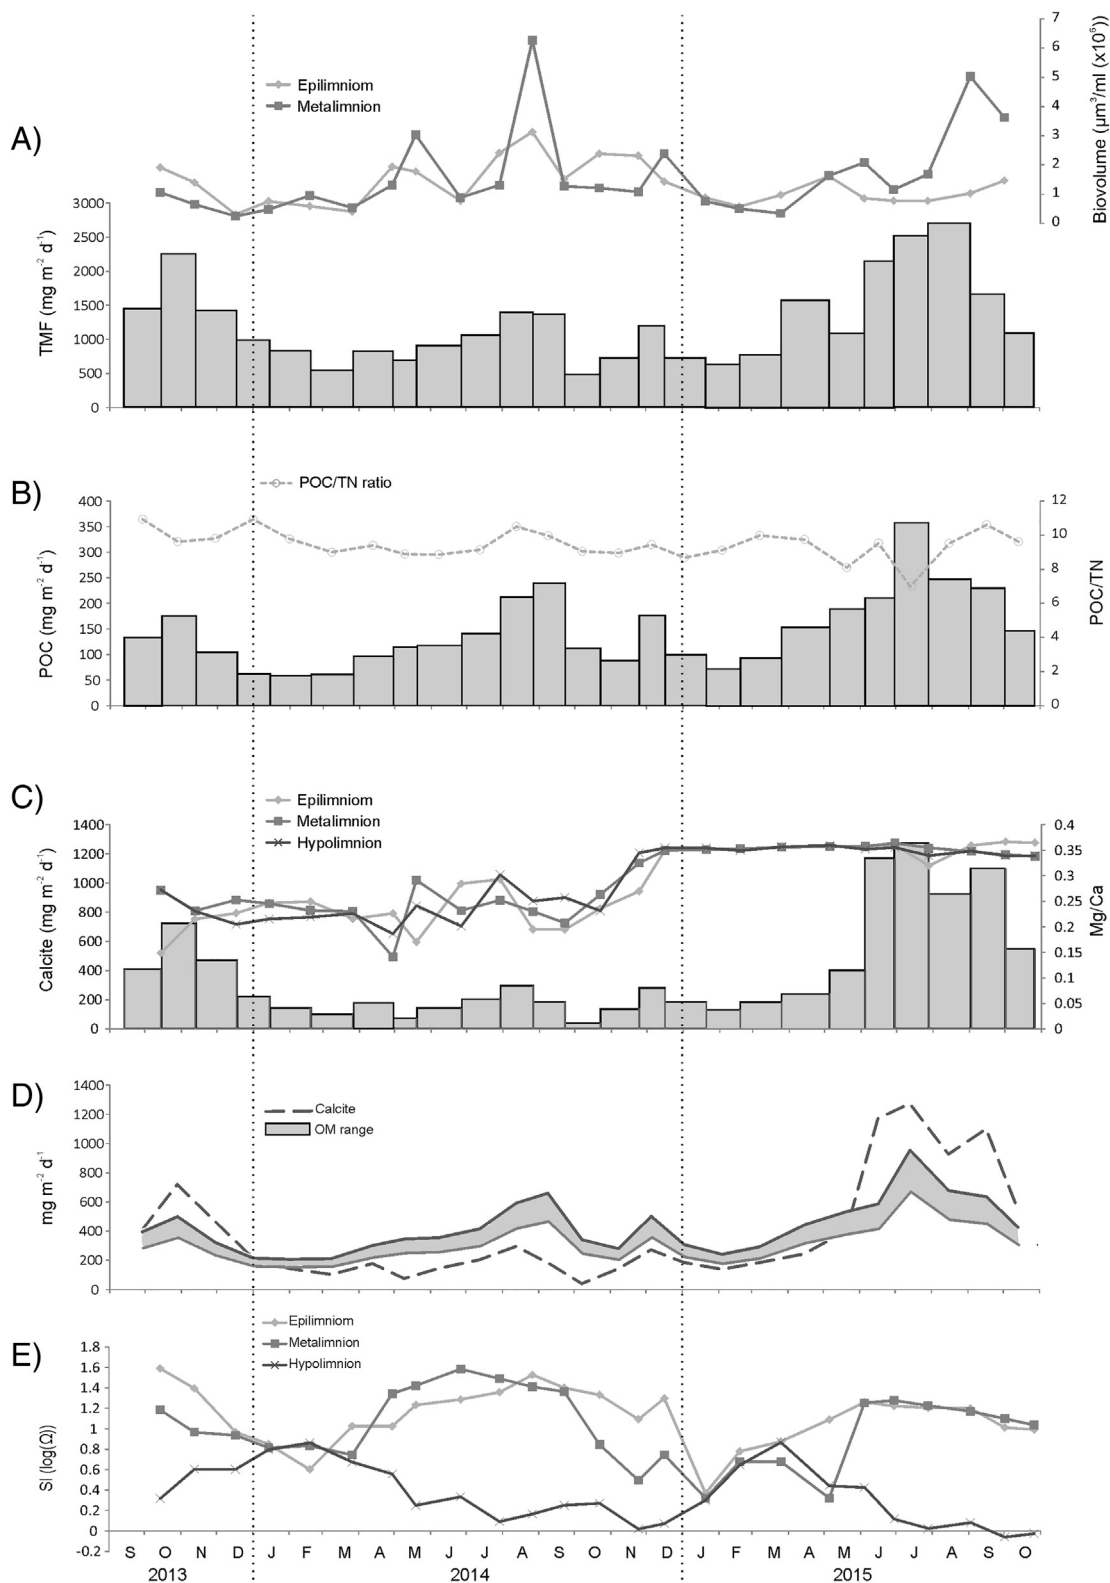 A)
Epilimniom
Metalimnion
TMF (mg m⁻² d⁻¹)
3000
2500
2000
1500
1000
500
0
7
6
5
4
3
2
1
0
Biovolume (µm³/ml (x10⁶))
B)
POC/TN ratio
POC (mg m⁻² d⁻¹)
400
350
300
250
200
150
100
50
0
12
10
8
6
4
2
0
POC/TN
C)
Epilimniom
Metalimnion
Hypolimnion
Calcite (mg m⁻² d⁻¹)
1400
1200
1000
800
600
400
200
0
0.4
0.35
0.3
0.25
0.2
0.15
0.1
0.05
0
Mg/Ca
D)
Calcite
OM range
mg m⁻² d⁻¹
1400
1200
1000
800
600
400
200
0
E)
Epilimniom
Metalimnion
Hypolimnion
SI (log(Ω))
1.8
1.6
1.4
1.2
1
0.8
0.6
0.4
0.2
0
-0.2
S O N D J F M A M J J A S O N D J F M A M J J A S O
2013 2014 2015